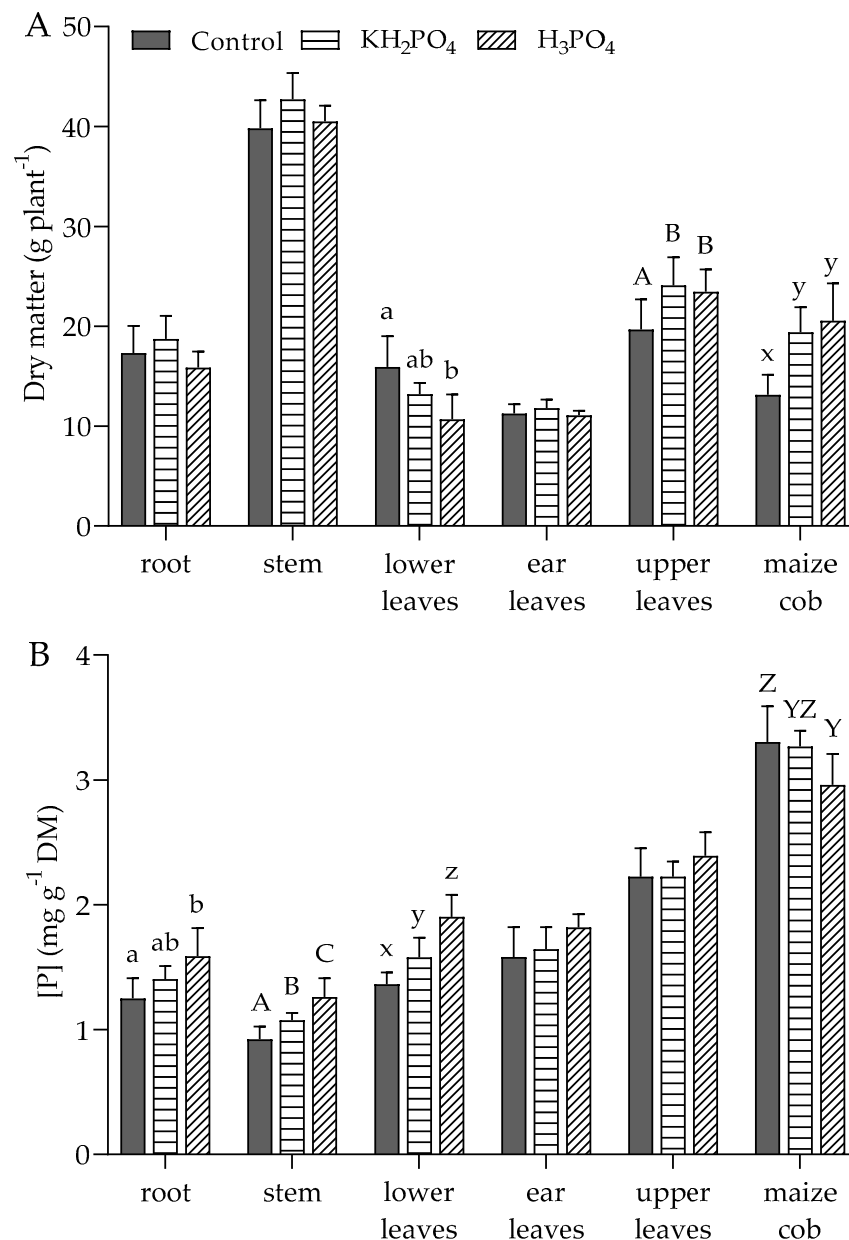 A
Control KH₂PO₄ H₃PO₄
Dry matter (g plant⁻¹)
50
40
30
20
10
0
a ab b
A B B
x y y
root stem lower leaves ear leaves upper leaves maize cob
B
[P] (mg g⁻¹ DM)
4
3
2
1
0
a ab b
A B C
x y z
Z YZ Y
root stem lower leaves ear leaves upper leaves maize cob